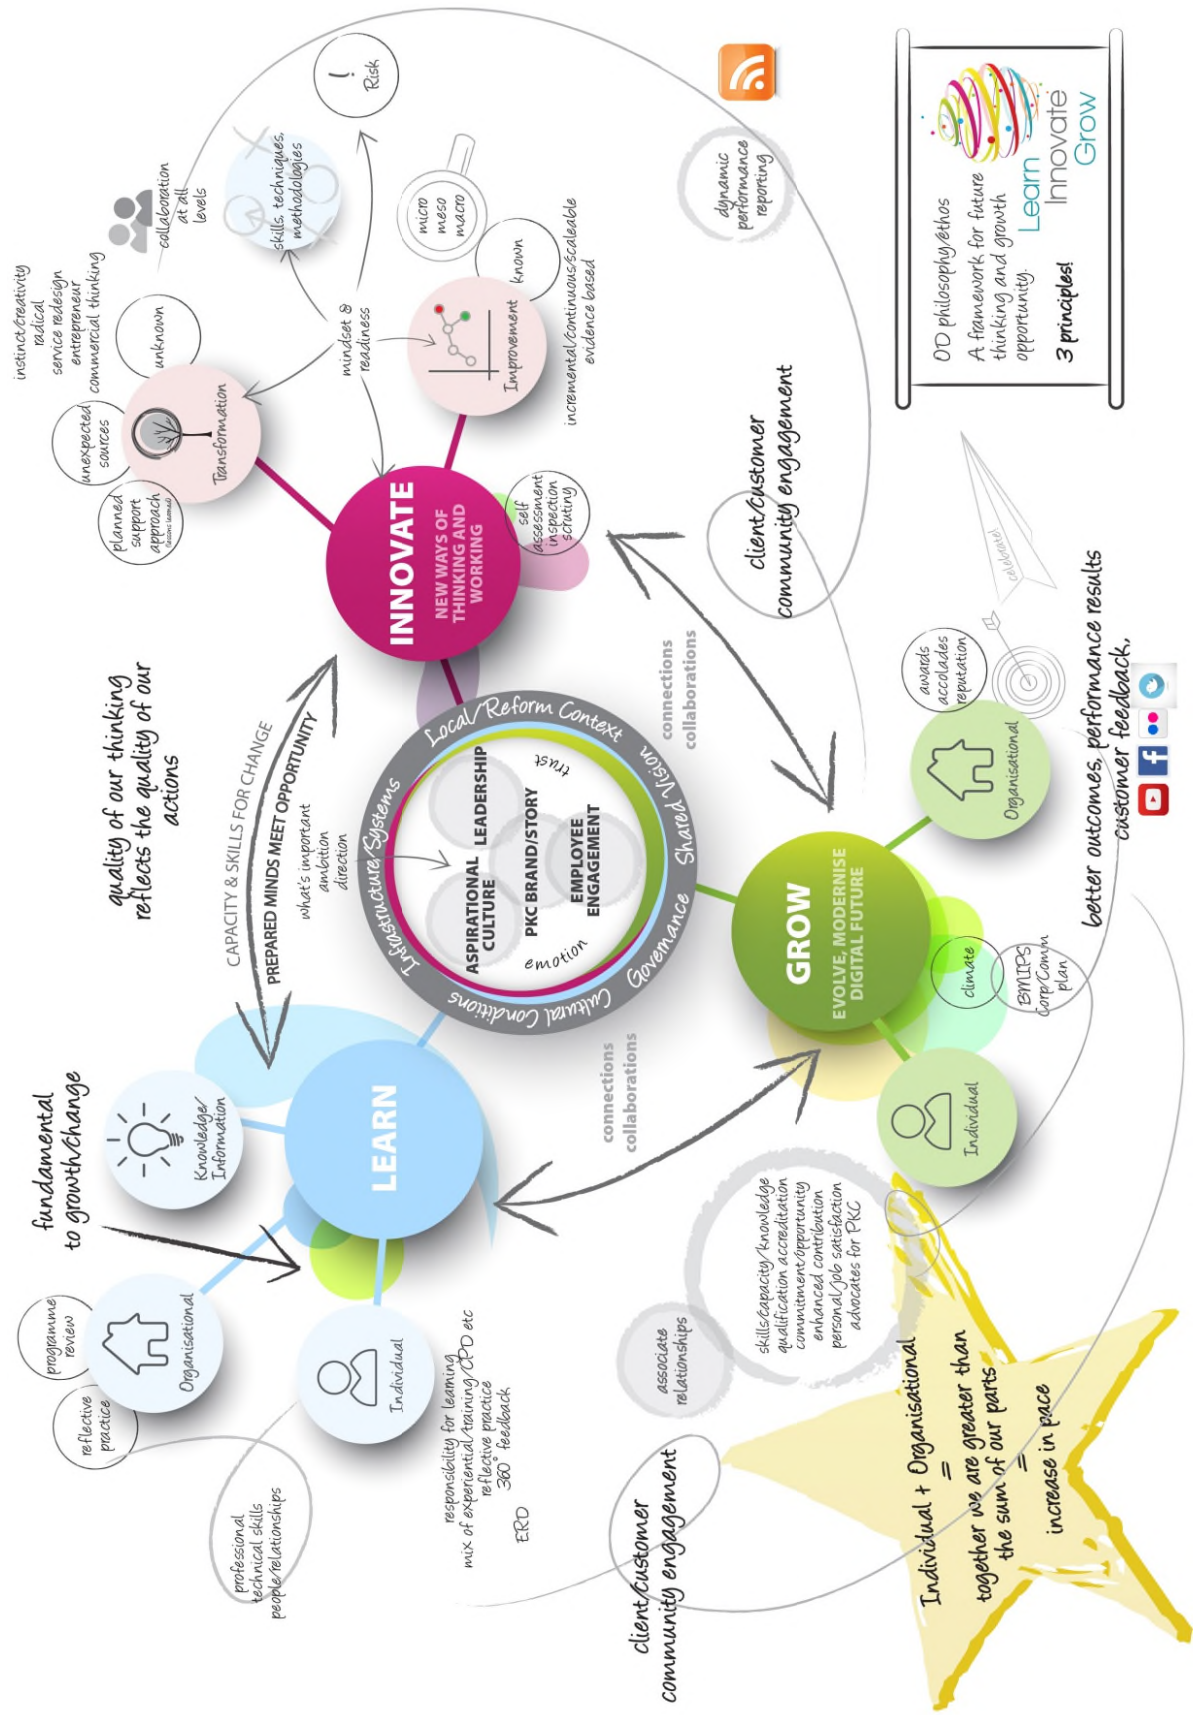 fundamental
to growth/change
quality of our thinking
reflects the quality of our
actions
instinct/creativity
radical
service redesign
entrepreneur
commercial thinking
collaboration
at all
levels
programme
review
reflective
practice
Organisational
Knowledge/
Information
CAPACITY & SKILLS FOR CHANGE
PREPARED MINDS MEET OPPORTUNITY
what's important
ambition
direction
planned
support
approach
(lessons learned)
unexpected
sources
unknown
Transformation
skills, techniques,
methodologies
!
Risk
mindset &
readiness
professional
technical skills
people/relationships
Individual
LEARN
INNOVATE
NEW WAYS OF
THINKING AND
WORKING
Improvement
known
micro
meso
macro
incremental/continuous/scaleable
evidence based
self
assessment
inspection
scrutiny
responsibility for learning
mix of experiential/training/CPD etc
reflective practice
360° feedback
ERD
Infrastructure/Systems
Local/Reform Context
Shared Vision
Governance
Cultural Conditions
ASPIRATIONAL
CULTURE
LEADERSHIP
PKC BRAND/STORY
EMPLOYEE
ENGAGEMENT
trust
emotion
connections
collaborations
connections
collaborations
client/customer
community engagement
client/customer
community engagement
dynamic
performance
reporting
associate
relationships
skills/capacity/knowledge
qualification accreditation
commitment/opportunity
enhanced contribution
personal/job satisfaction
advocates for PKC
GROW
EVOLVE, MODERNISE
DIGITAL FUTURE
Individual
climate
BMIPS
Corp/Comm
plan
Organisational
awards
accolades
reputation
celebrate!
better outcomes, performance results
customer feedback,
Individual + Organisational
=
together we are greater than
the sum of our parts
=
increase in pace
OD philosophy/ethos
A framework for future
thinking and growth
opportunity.
3 principles!
Learn
Innovate
Grow